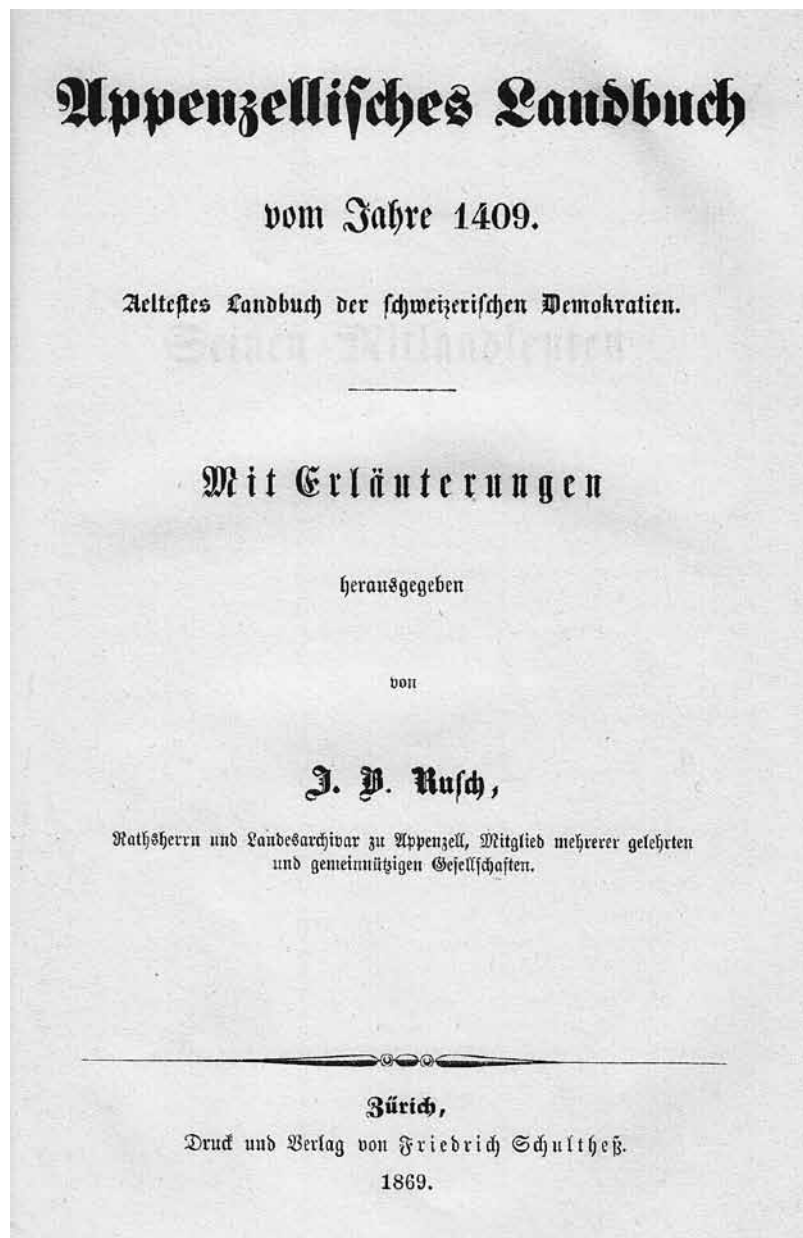 Appenzellisches Landbuch
vom Jahre 1409.
Aeltestes Landbuch der schweizerischen Demokratien.
Mit Erläuterungen
herausgegeben
von
J. B. Rusch,
Rathsherrn und Landesarchivar zu Appenzell, Mitglied mehrerer gelehrten
und gemeinnützigen Gesellschaften.
Zürich,
Druck und Verlag von Friedrich Schultheß.
1869.